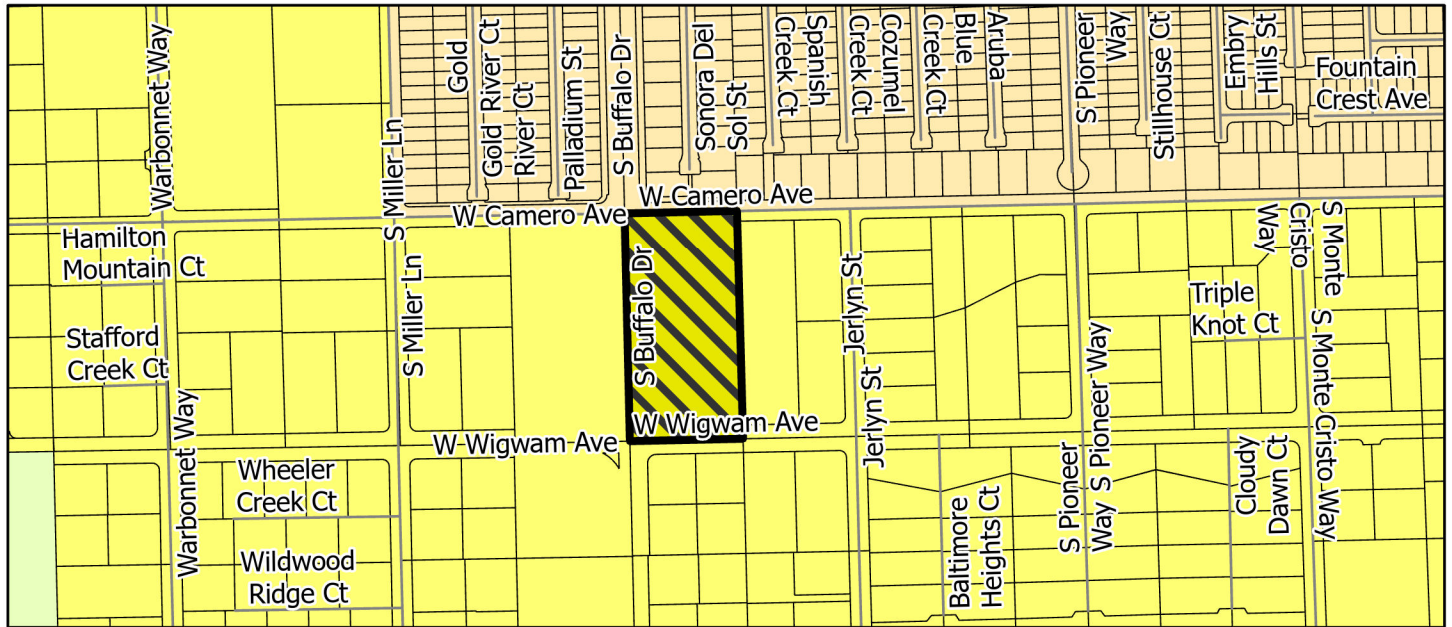 Warbonnet Way
S Miller Ln
Gold
River Ct
Gold River Ct
Palladium St
S Buffalo Dr
Sonora Del
Sol St
Spanish
Creek Ct
Cozumel
Creek Ct
Blue
Creek Ct
Aruba
S Pioneer
Way
Stillhouse Ct
Embry
Hills St
Fountain
Crest Ave
W Camero Ave
W Camero Ave
Hamilton
Mountain Ct
Stafford
Creek Ct
S Miller Ln
S Buffalo Dr
Jerlyn St
Triple
Knot Ct
S Monte
Cristo
Way
W Wigwam Ave
W Wigwam Ave
Warbonnet Way
Wheeler
Creek Ct
Wildwood
Ridge Ct
Jerlyn St
Baltimore
Heights Ct
S Pioneer
Way
S Pioneer Way
Cloudy
Dawn Ct
S Monte Cristo Way